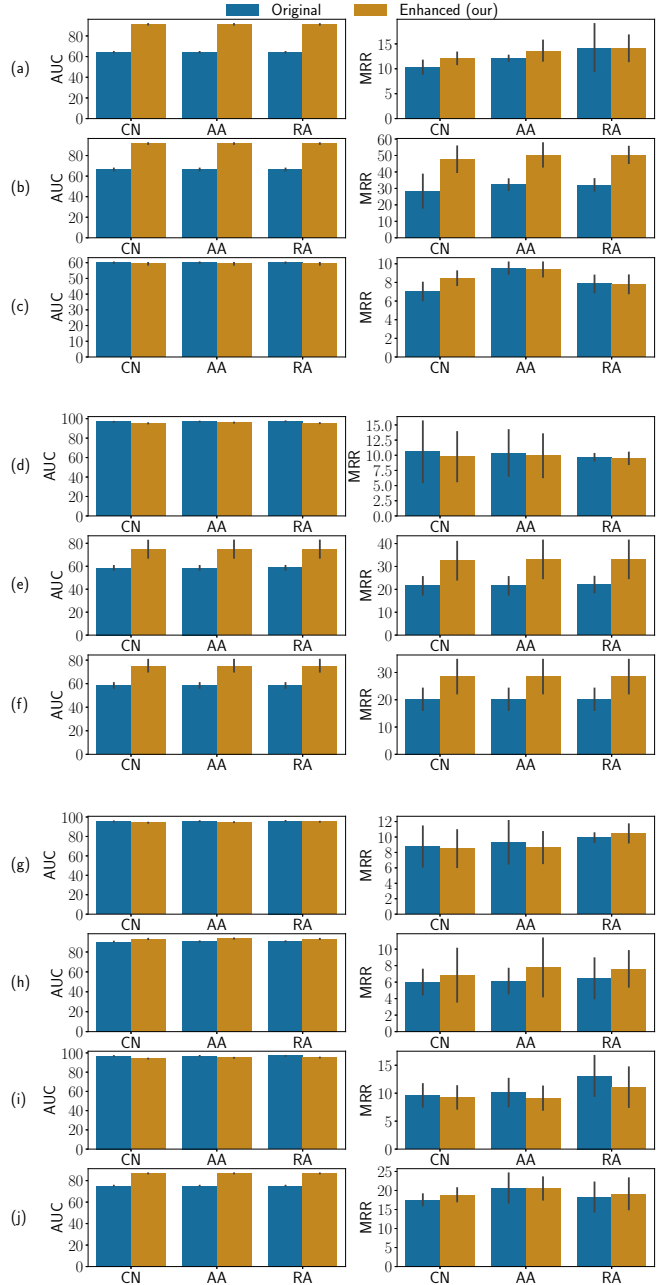 Original
Enhanced (our)
(a)
AUC
80
60
40
20
0
CN AA RA
MRR
15
10
5
0
CN AA RA
(b)
AUC
80
60
40
20
0
CN AA RA
MRR
60
50
40
30
20
10
0
CN AA RA
(c)
AUC
60
50
40
30
20
10
0
CN AA RA
MRR
10
8
6
4
2
0
CN AA RA
(d)
AUC
100
80
60
40
20
0
CN AA RA
MRR
15.0
12.5
10.0
7.5
5.0
2.5
0.0
CN AA RA
(e)
AUC
80
60
40
20
0
CN AA RA
MRR
40
30
20
10
0
CN AA RA
(f)
AUC
80
60
40
20
0
CN AA RA
MRR
30
20
10
0
CN AA RA
(g)
AUC
100
80
60
40
20
0
CN AA RA
MRR
12
10
8
6
4
2
0
CN AA RA
(h)
AUC
80
60
40
20
0
CN AA RA
MRR
10
8
6
4
2
0
CN AA RA
(i)
AUC
100
80
60
40
20
0
CN AA RA
MRR
15
10
5
0
CN AA RA
(j)
AUC
80
60
40
20
0
CN AA RA
MRR
25
20
15
10
5
0
CN AA RA